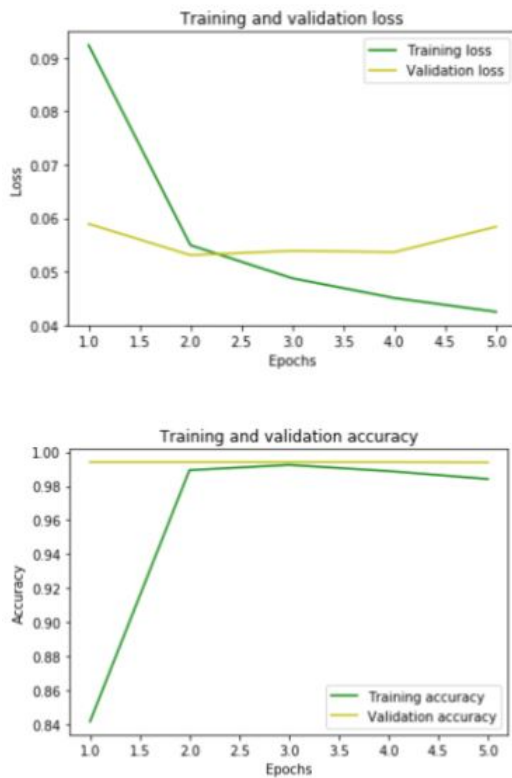 Training and validation loss
Training loss
Validation loss
0.09
0.08
0.07
0.06
0.05
0.04
Loss
1.0 1.5 2.0 2.5 3.0 3.5 4.0 4.5 5.0
Epochs
Training and validation accuracy
1.00
0.98
0.96
0.94
0.92
0.90
0.88
0.86
0.84
Accuracy
Training accuracy
Validation accuracy
1.0 1.5 2.0 2.5 3.0 3.5 4.0 4.5 5.0
Epochs